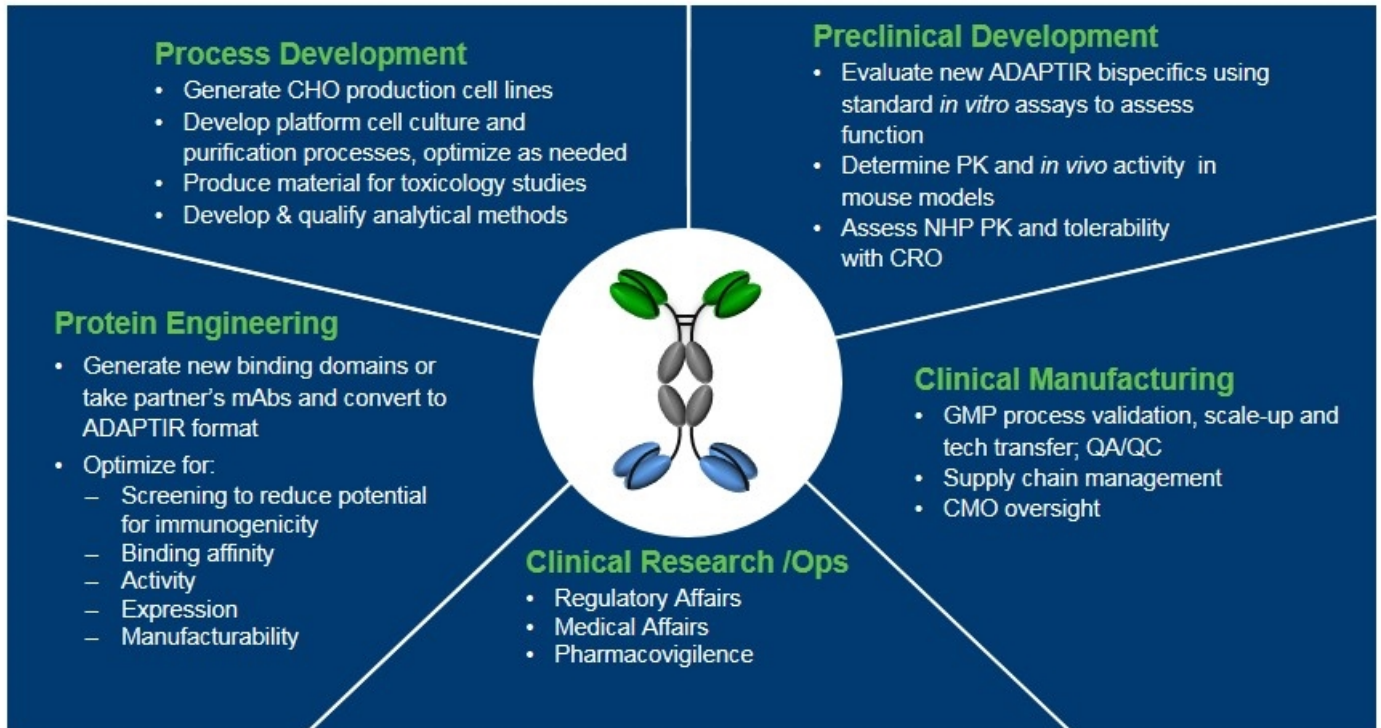 Process Development
• Generate CHO production cell lines
• Develop platform cell culture and
purification processes, optimize as needed
• Produce material for toxicology studies
• Develop & qualify analytical methods
Preclinical Development
• Evaluate new ADAPTIR bispecifics using
standard in vitro assays to assess
function
• Determine PK and in vivo activity in
mouse models
• Assess NHP PK and tolerability
with CRO
Protein Engineering
• Generate new binding domains or
take partner's mAbs and convert to
ADAPTIR format
• Optimize for:
– Screening to reduce potential
for immunogenicity
– Binding affinity
– Activity
– Expression
– Manufacturability
Clinical Manufacturing
• GMP process validation, scale-up and
tech transfer; QA/QC
• Supply chain management
• CMO oversight
Clinical Research /Ops
• Regulatory Affairs
• Medical Affairs
• Pharmacovigilence